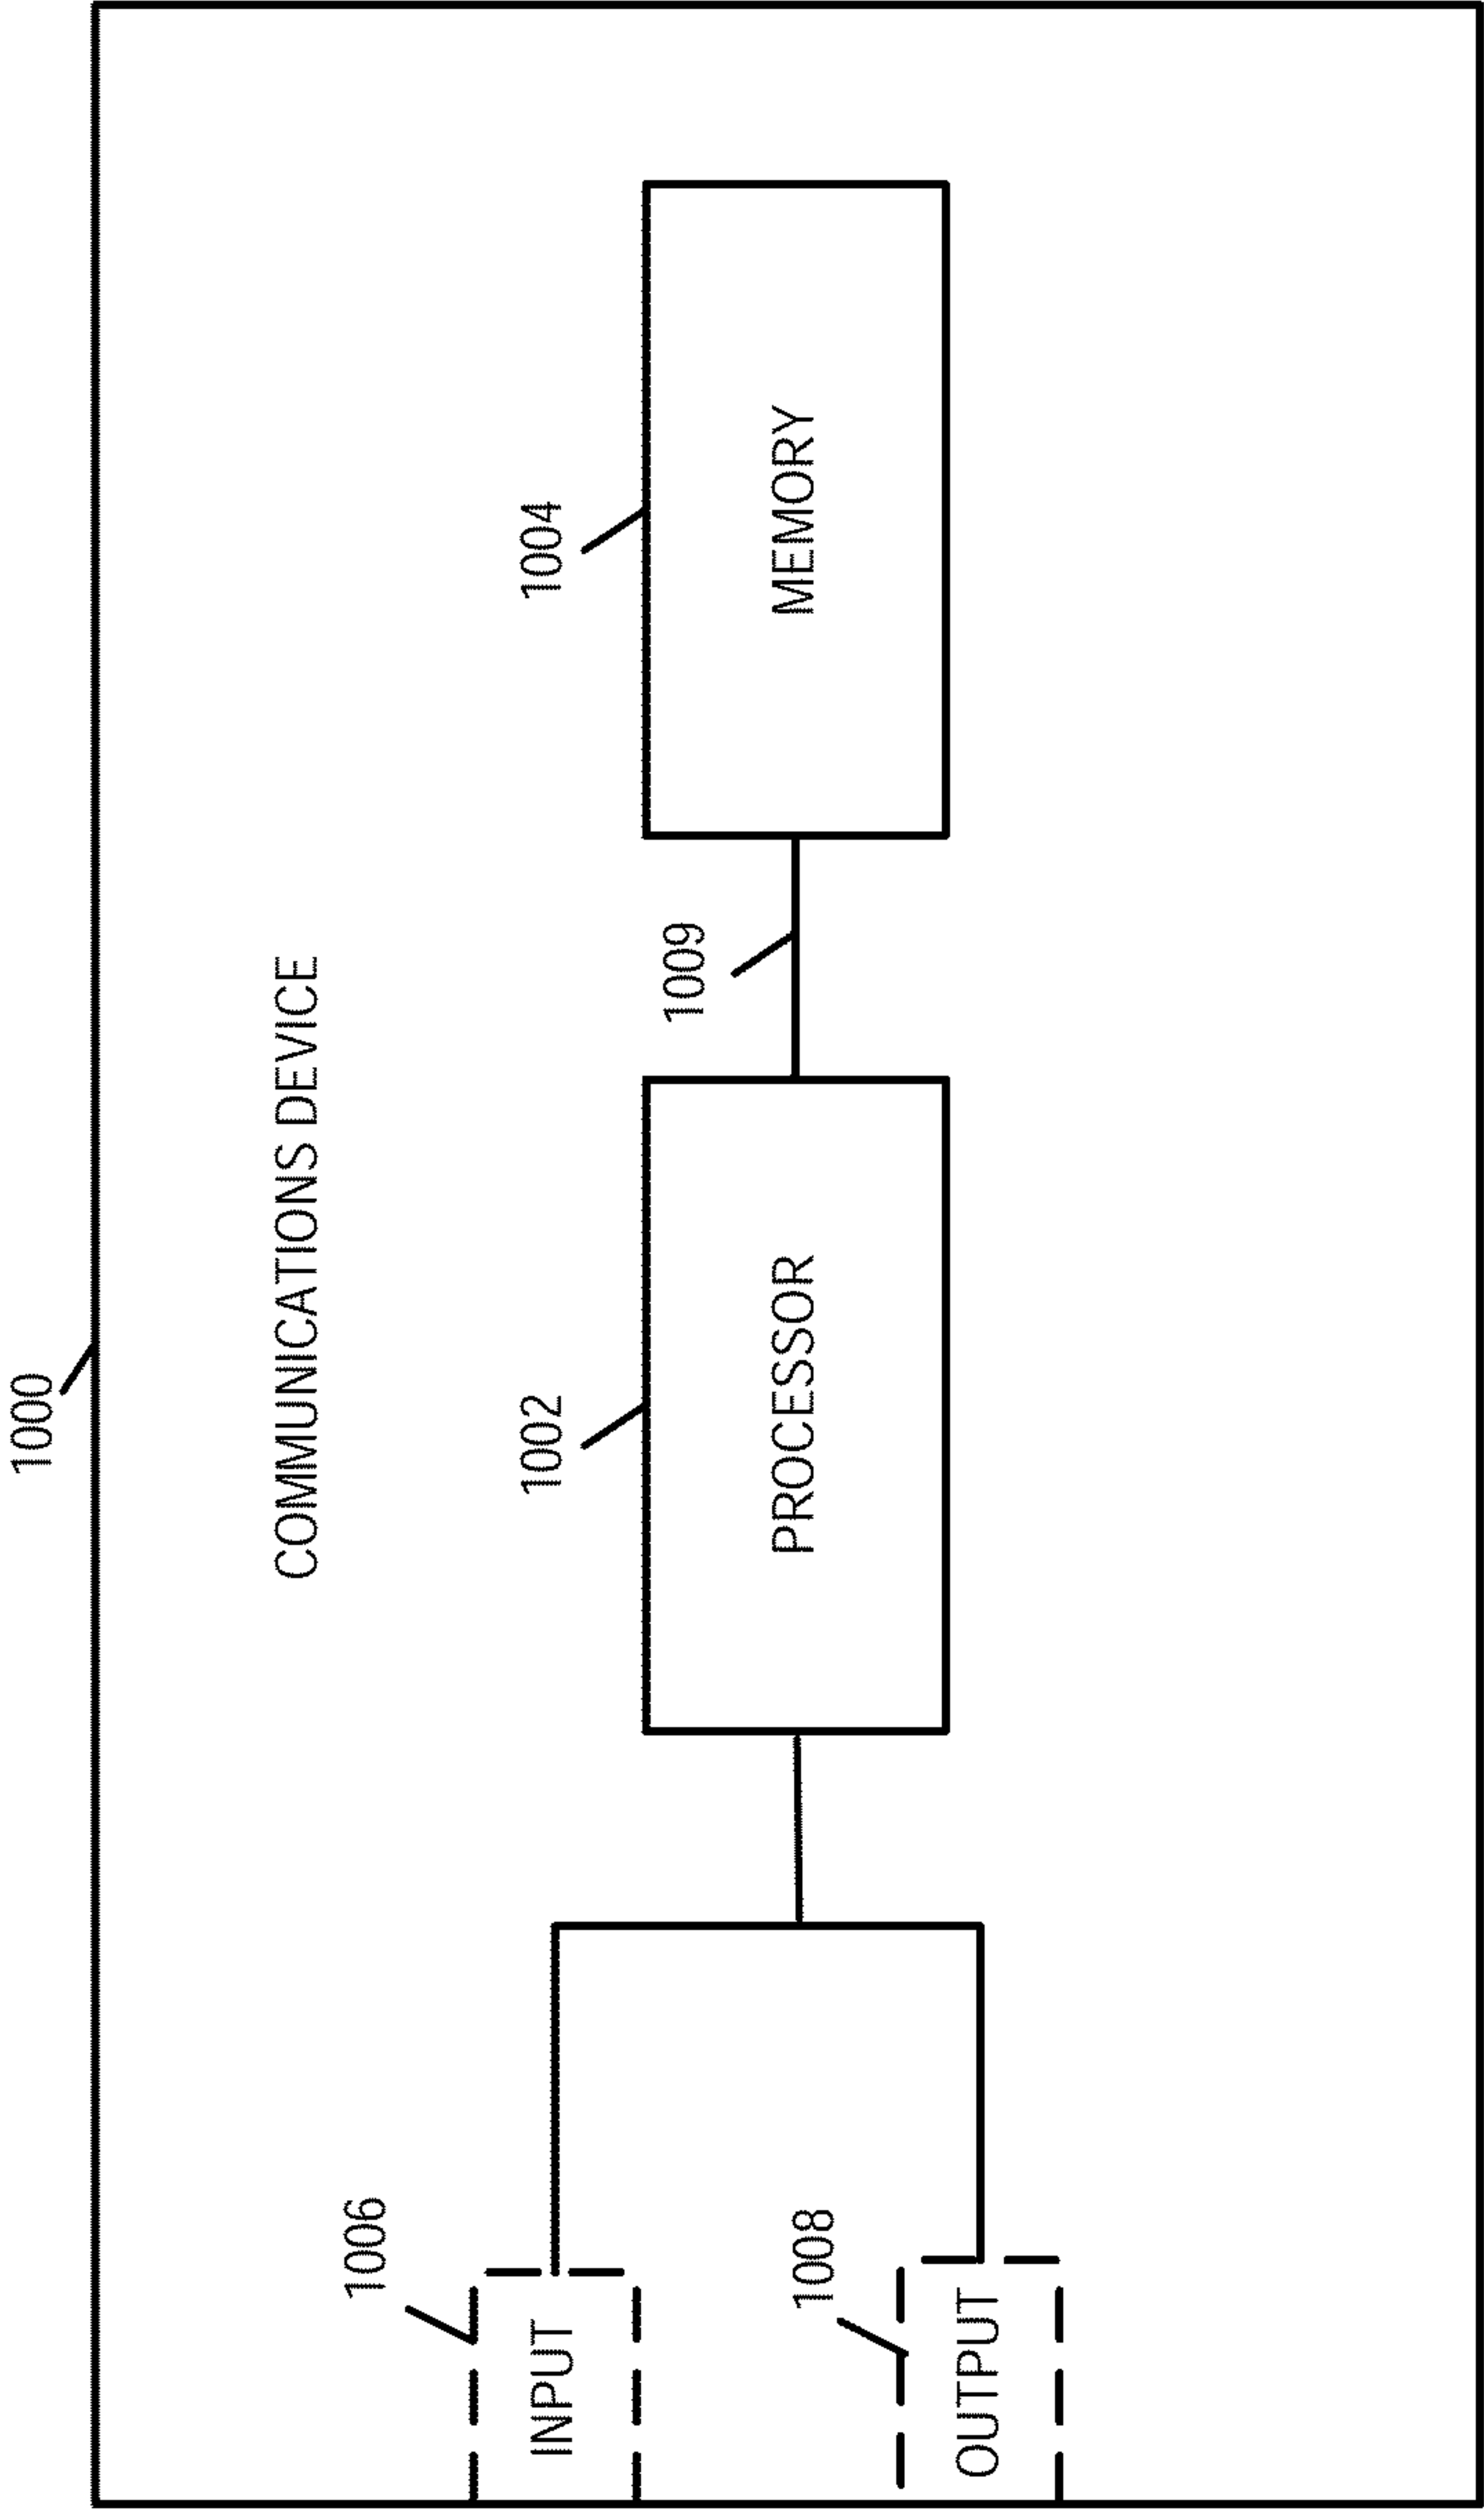 1000
COMMUNICATIONS DEVICE
1006
INPUT
1008
OUTPUT
1002
PROCESSOR
1009
1004
MEMORY